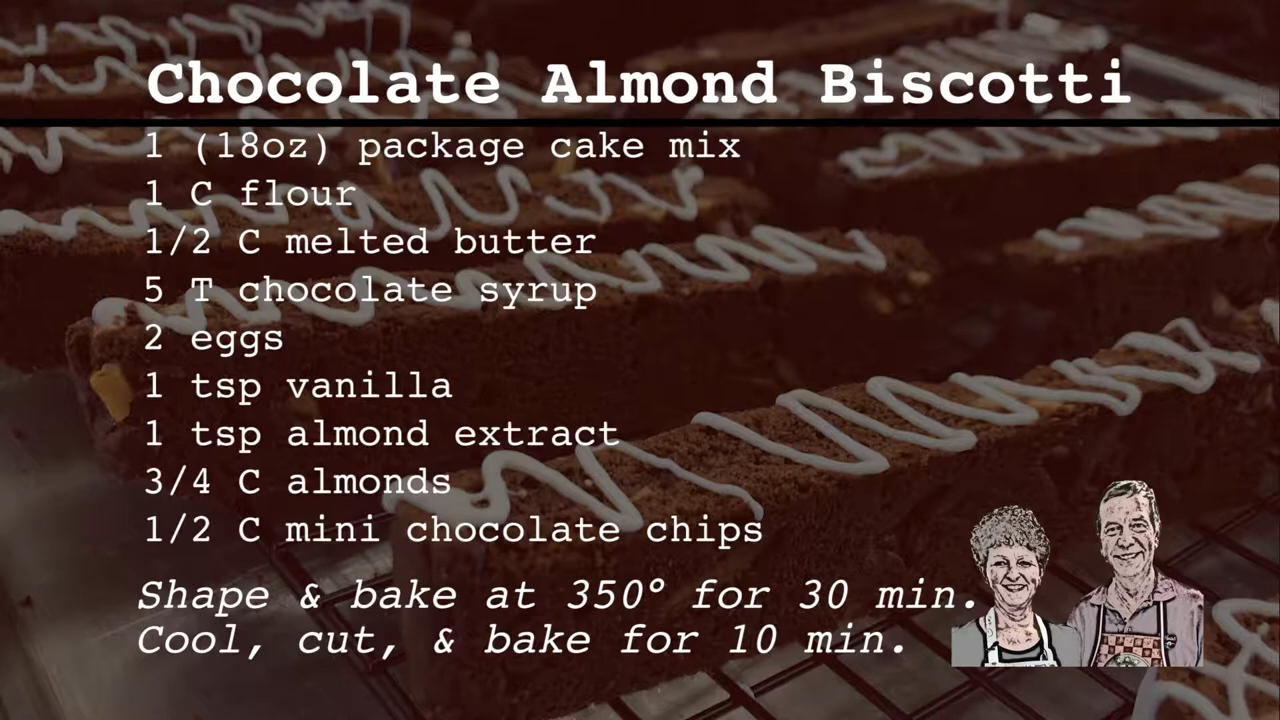 Chocolate Almond Biscotti
1 (18oz) package cake mix
1 C flour
1/2 C melted butter
5 T chocolate syrup
2 eggs
1 tsp vanilla
1 tsp almond extract
3/4 C almonds
1/2 C mini chocolate chips
Shape & bake at 350° for 30 min.
Cool, cut, & bake for 10 min.